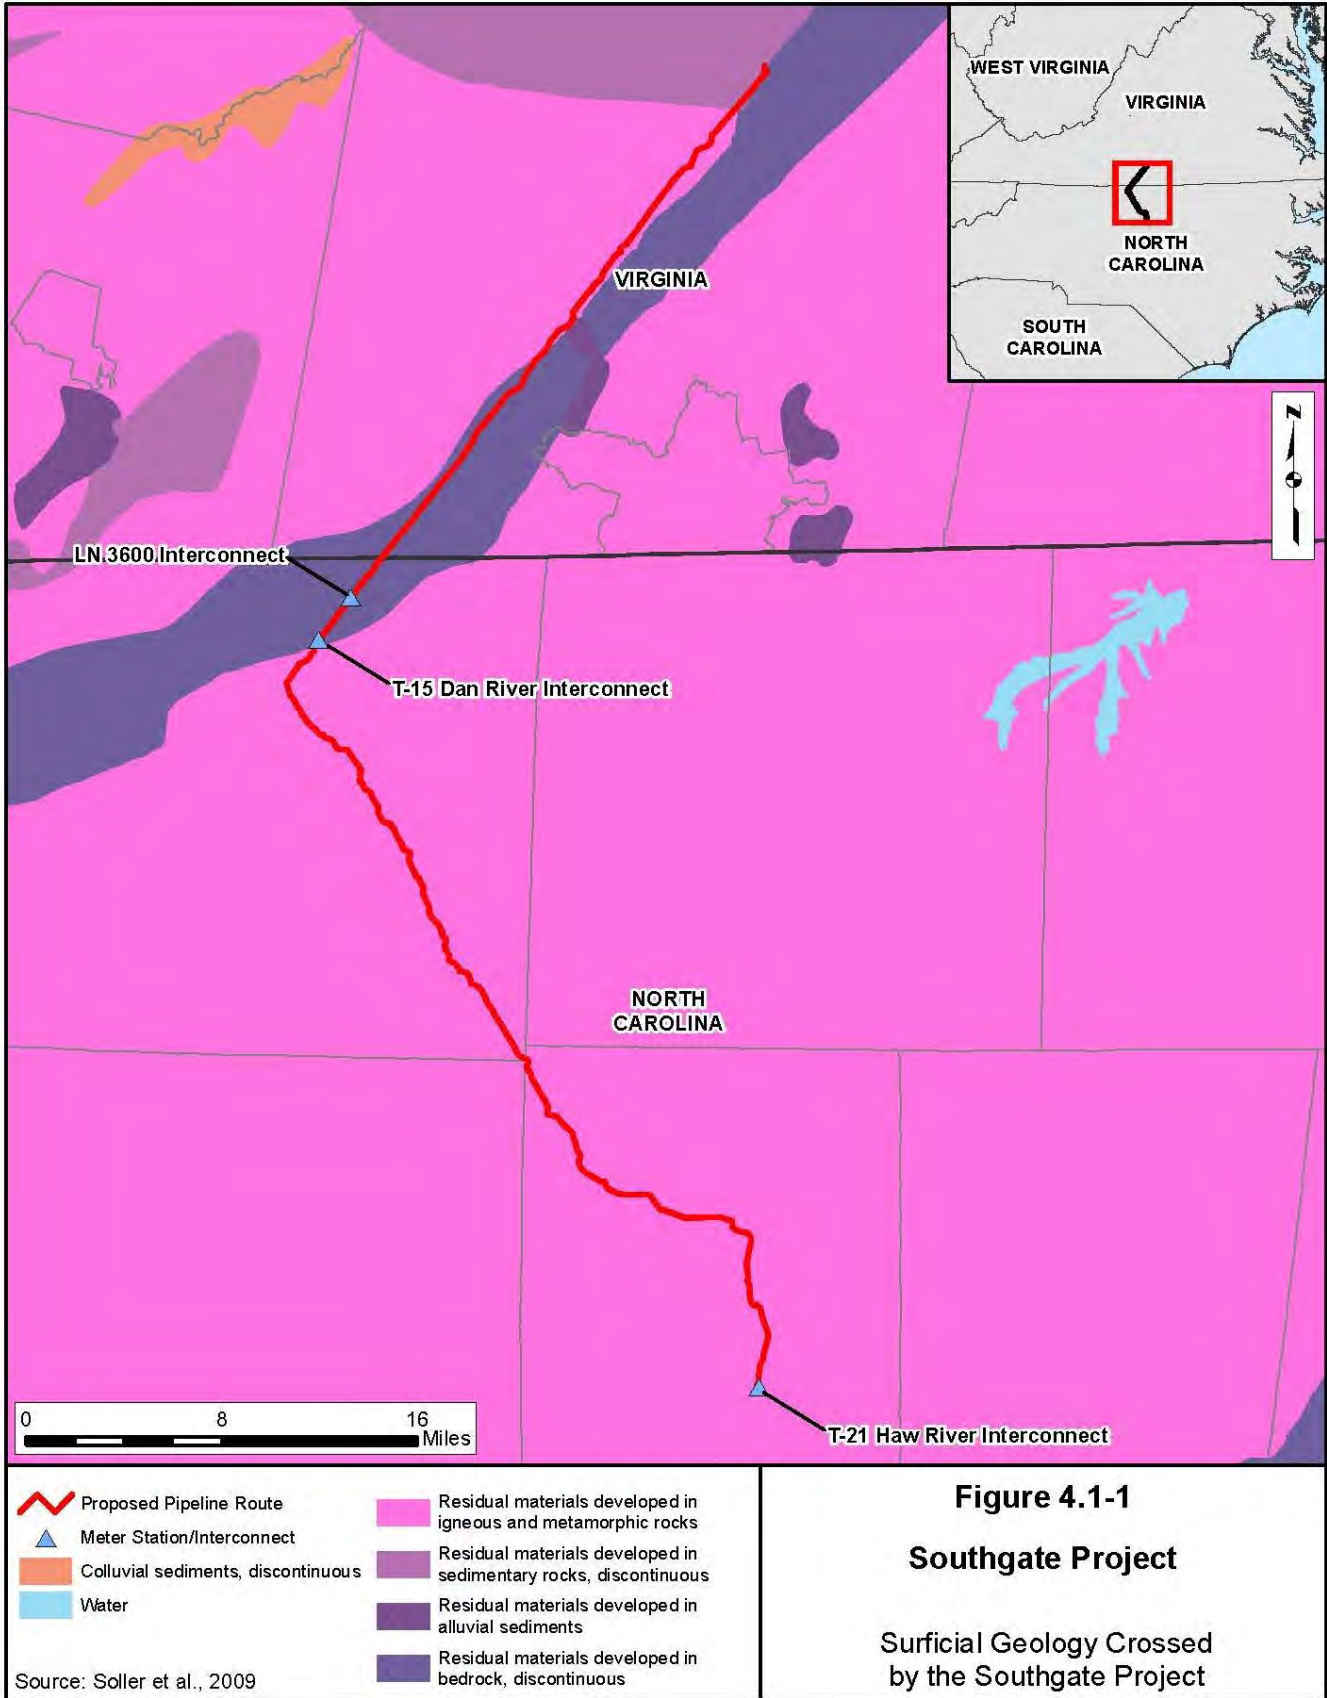 WEST VIRGINIA
VIRGINIA
NORTH
CAROLINA
SOUTH
CAROLINA
N
VIRGINIA
LN 3600 Interconnect
T-15 Dan River Interconnect
NORTH
CAROLINA
T-21 Haw River Interconnect
0 8 16
Miles
Proposed Pipeline Route
Meter Station/Interconnect
Colluvial sediments, discontinuous
Water
Source: Soller et al., 2009
Residual materials developed in
igneous and metamorphic rocks
Residual materials developed in
sedimentary rocks, discontinuous
Residual materials developed in
alluvial sediments
Residual materials developed in
bedrock, discontinuous
Figure 4.1-1
Southgate Project
Surficial Geology Crossed
by the Southgate Project